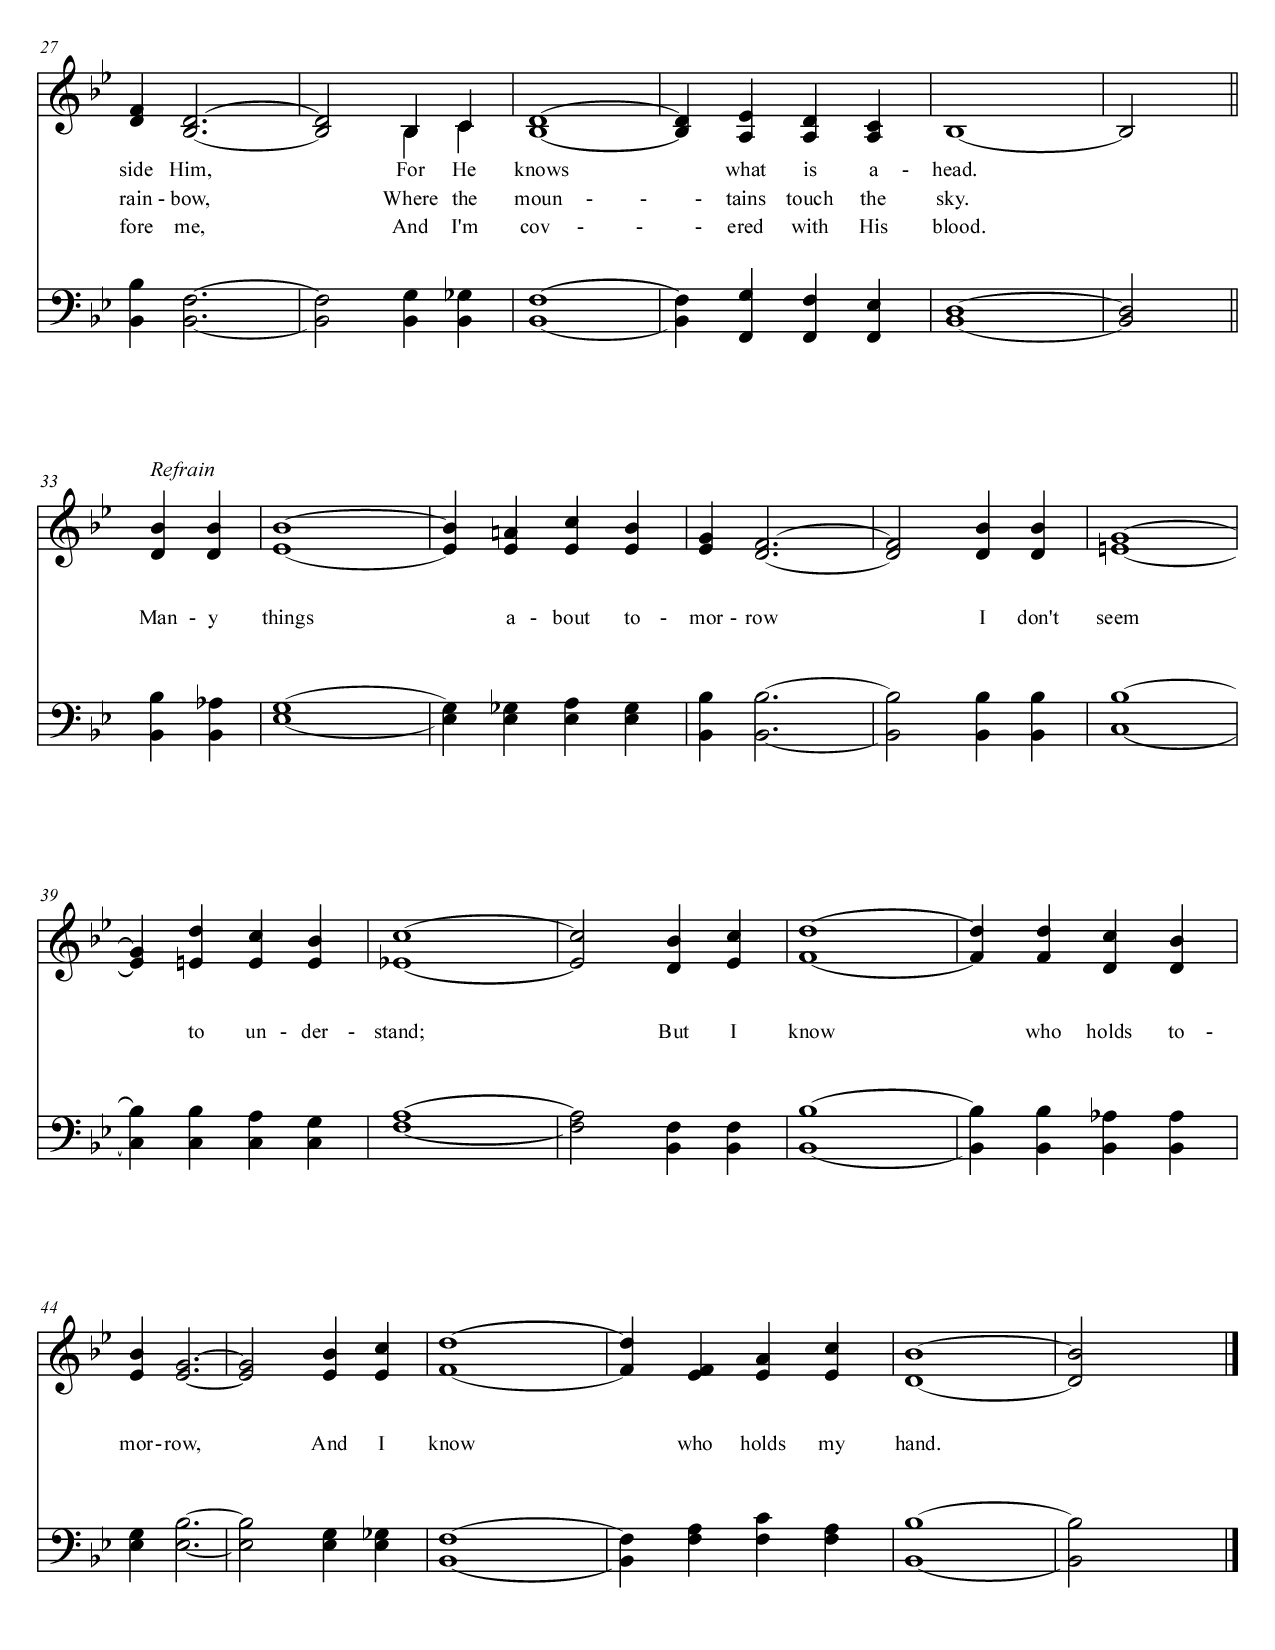 27
side Him, For He knows what is a - head.
rain - bow, Where the moun - - - tains touch the sky.
fore me, And I'm cov - - - ered with His blood.
33
Refrain
Man - y things a - bout to - mor - row I don't seem
39
to un - der - stand; But I know who holds to -
44
mor - row, And I know who holds my hand.